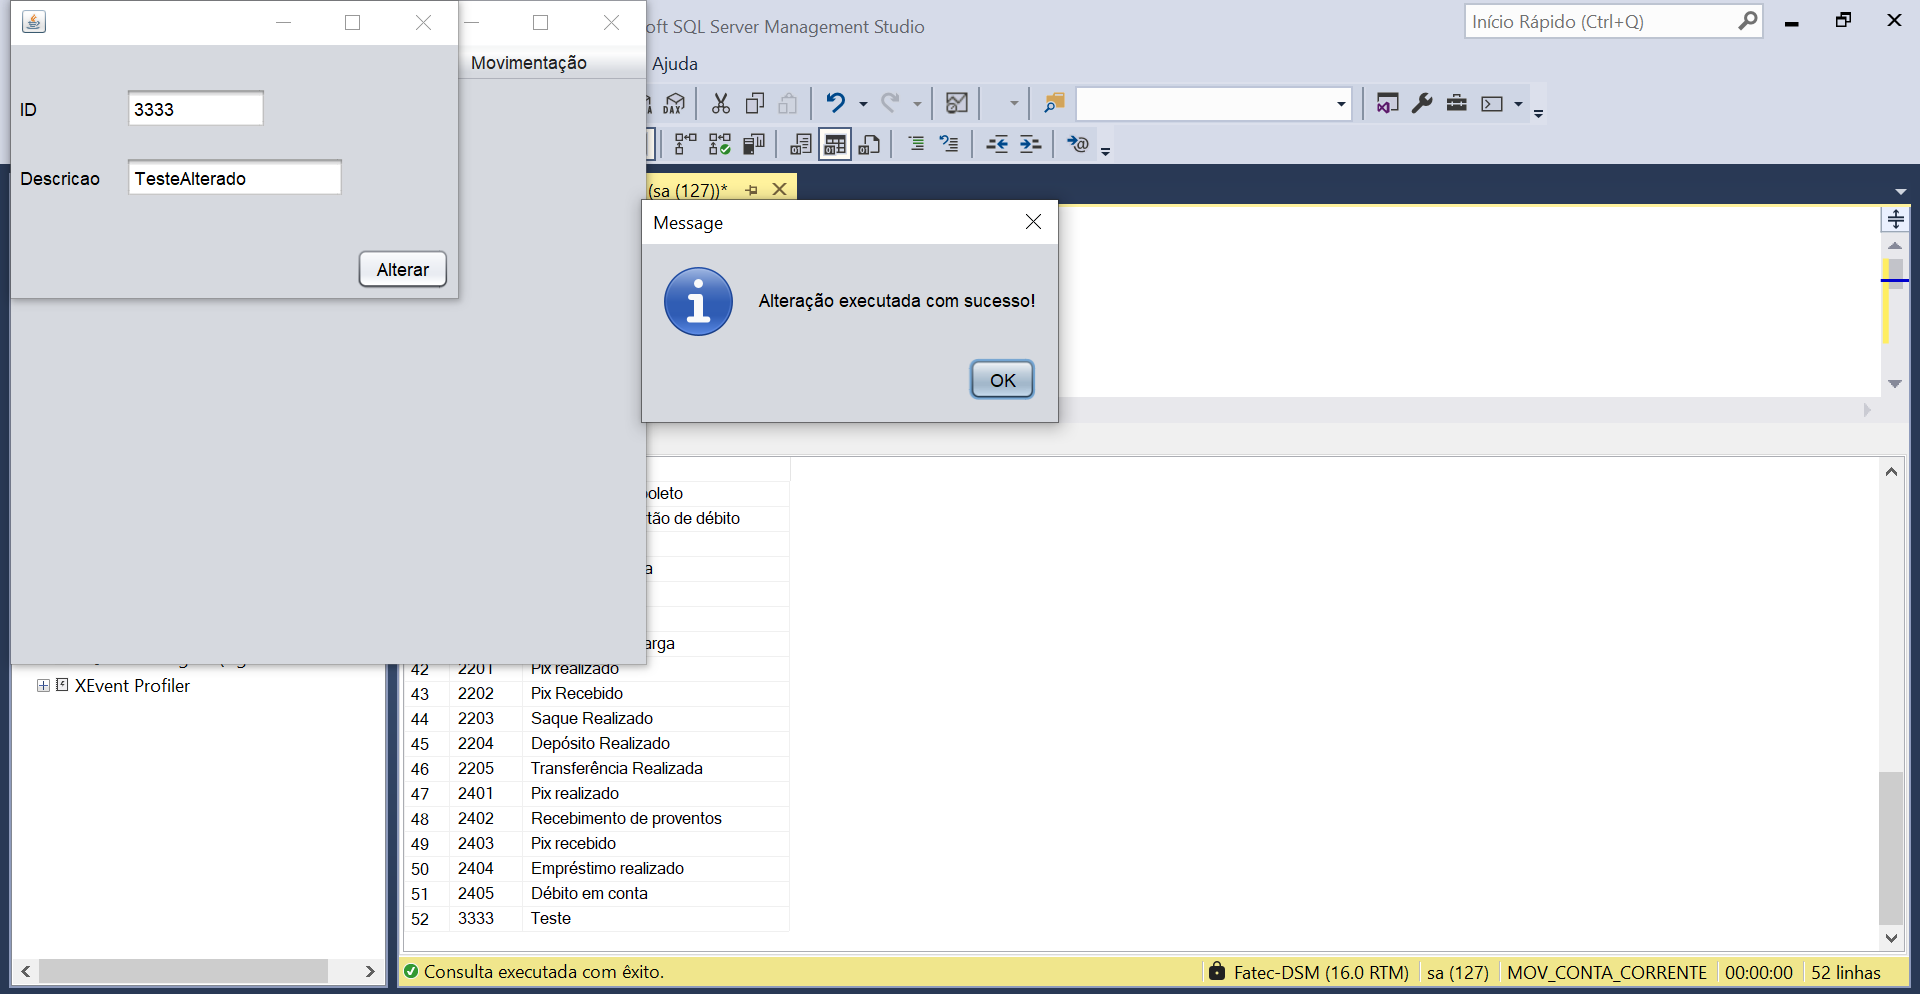 oft SQL Server Management Studio
Início Rápido (Ctrl+Q)
Movimentação
Ajuda
ID
3333
DAX
Descricao
TesteAlterado
Alterar
(sa (127))*
Message
Alteração executada com sucesso!
OK
oleto
tão de débito
a
arga
42 2201 Pix realizado
XEvent Profiler
43 2202 Pix Recebido
44 2203 Saque Realizado
45 2204 Depósito Realizado
46 2205 Transferência Realizada
47 2401 Pix realizado
48 2402 Recebimento de proventos
49 2403 Pix recebido
50 2404 Empréstimo realizado
51 2405 Débito em conta
52 3333 Teste
Consulta executada com êxito.
Fatec-DSM (16.0 RTM)
sa (127)
MOV_CONTA_CORRENTE
00:00:00
52 linhas